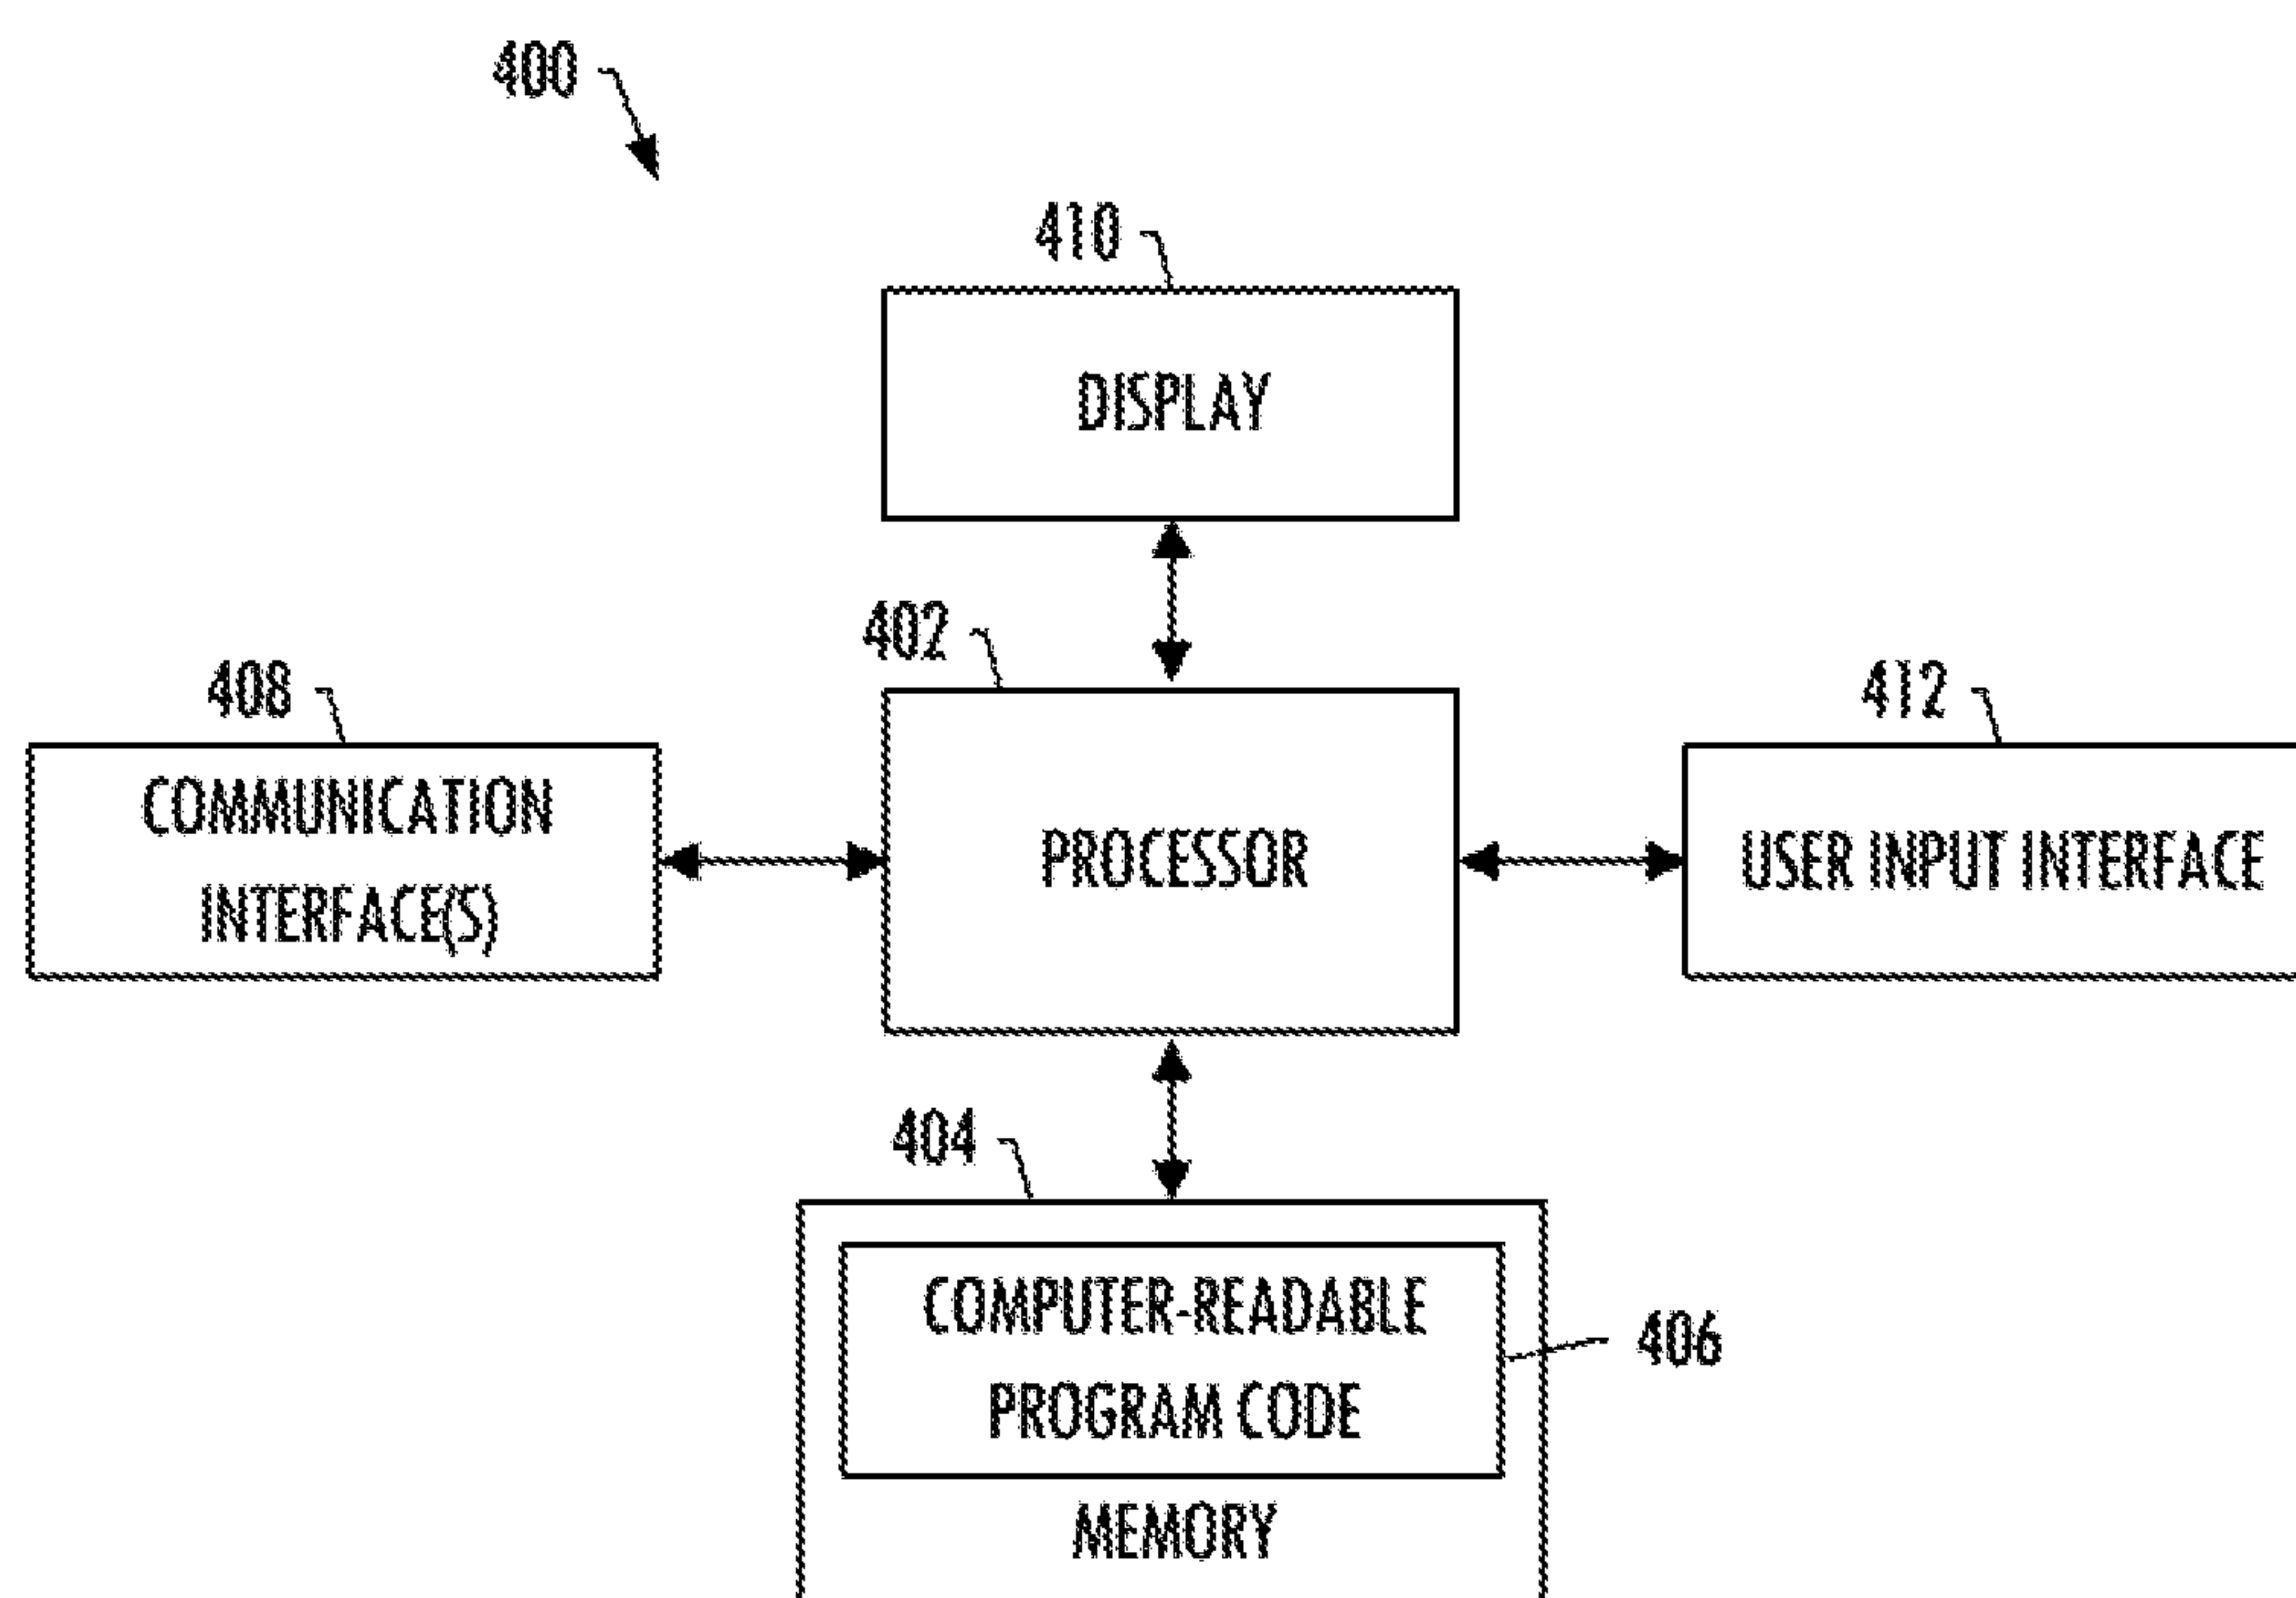 400
410
DISPLAY
402
408
412
COMMUNICATION
INTERFACE(S)
PROCESSOR
USER INPUT INTERFACE
404
COMPUTER-READABLE
PROGRAM CODE
406
MEMORY